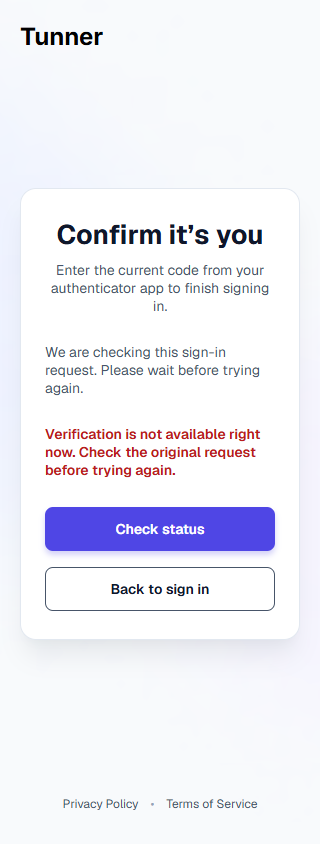 Tunner
Confirm it’s you
Enter the current code from your
authenticator app to finish signing
in.
We are checking this sign-in
request. Please wait before trying
again.
Verification is not available right
now. Check the original request
before trying again.
Check status
Back to sign in
Privacy Policy • Terms of Service